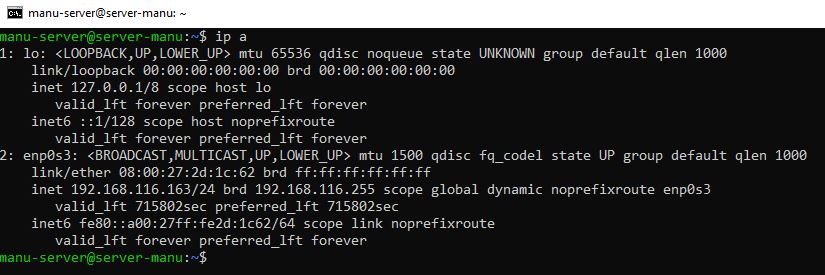 manu-server@server-manu: ~
manu-server@server-manu:~$ ip a
1: lo: <LOOPBACK,UP,LOWER_UP> mtu 65536 qdisc noqueue state UNKNOWN group default qlen 1000
    link/loopback 00:00:00:00:00:00 brd 00:00:00:00:00:00
    inet 127.0.0.1/8 scope host lo
       valid_lft forever preferred_lft forever
    inet6 ::1/128 scope host noprefixroute
       valid_lft forever preferred_lft forever
2: enp0s3: <BROADCAST,MULTICAST,UP,LOWER_UP> mtu 1500 qdisc fq_codel state UP group default qlen 1000
    link/ether 08:00:27:2d:1c:62 brd ff:ff:ff:ff:ff:ff
    inet 192.168.116.163/24 brd 192.168.116.255 scope global dynamic noprefixroute enp0s3
       valid_lft 715802sec preferred_lft 715802sec
    inet6 fe80::a00:27ff:fe2d:1c62/64 scope link noprefixroute
       valid_lft forever preferred_lft forever
manu-server@server-manu:~$